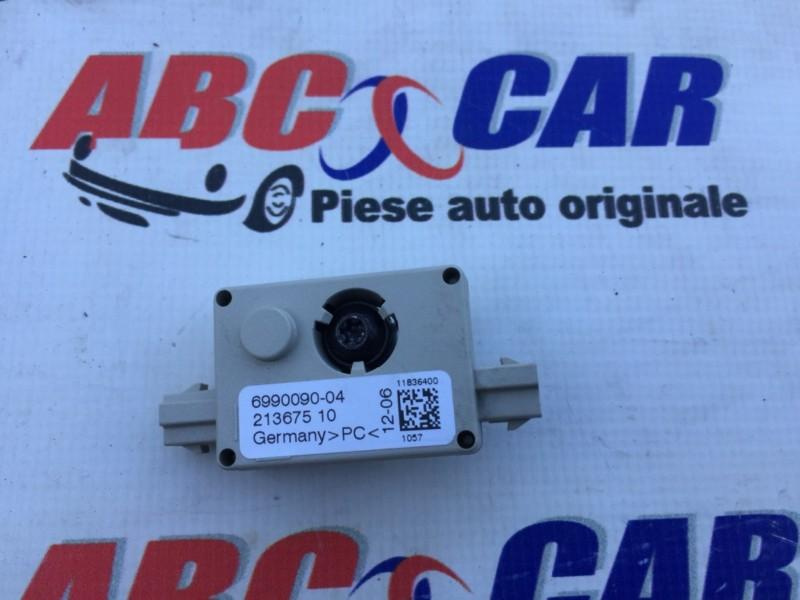 ABC CAR
Piese auto originale
6990090-04
213675 10
Germany>PC<
12-06
11836400
1057
ABC CAR